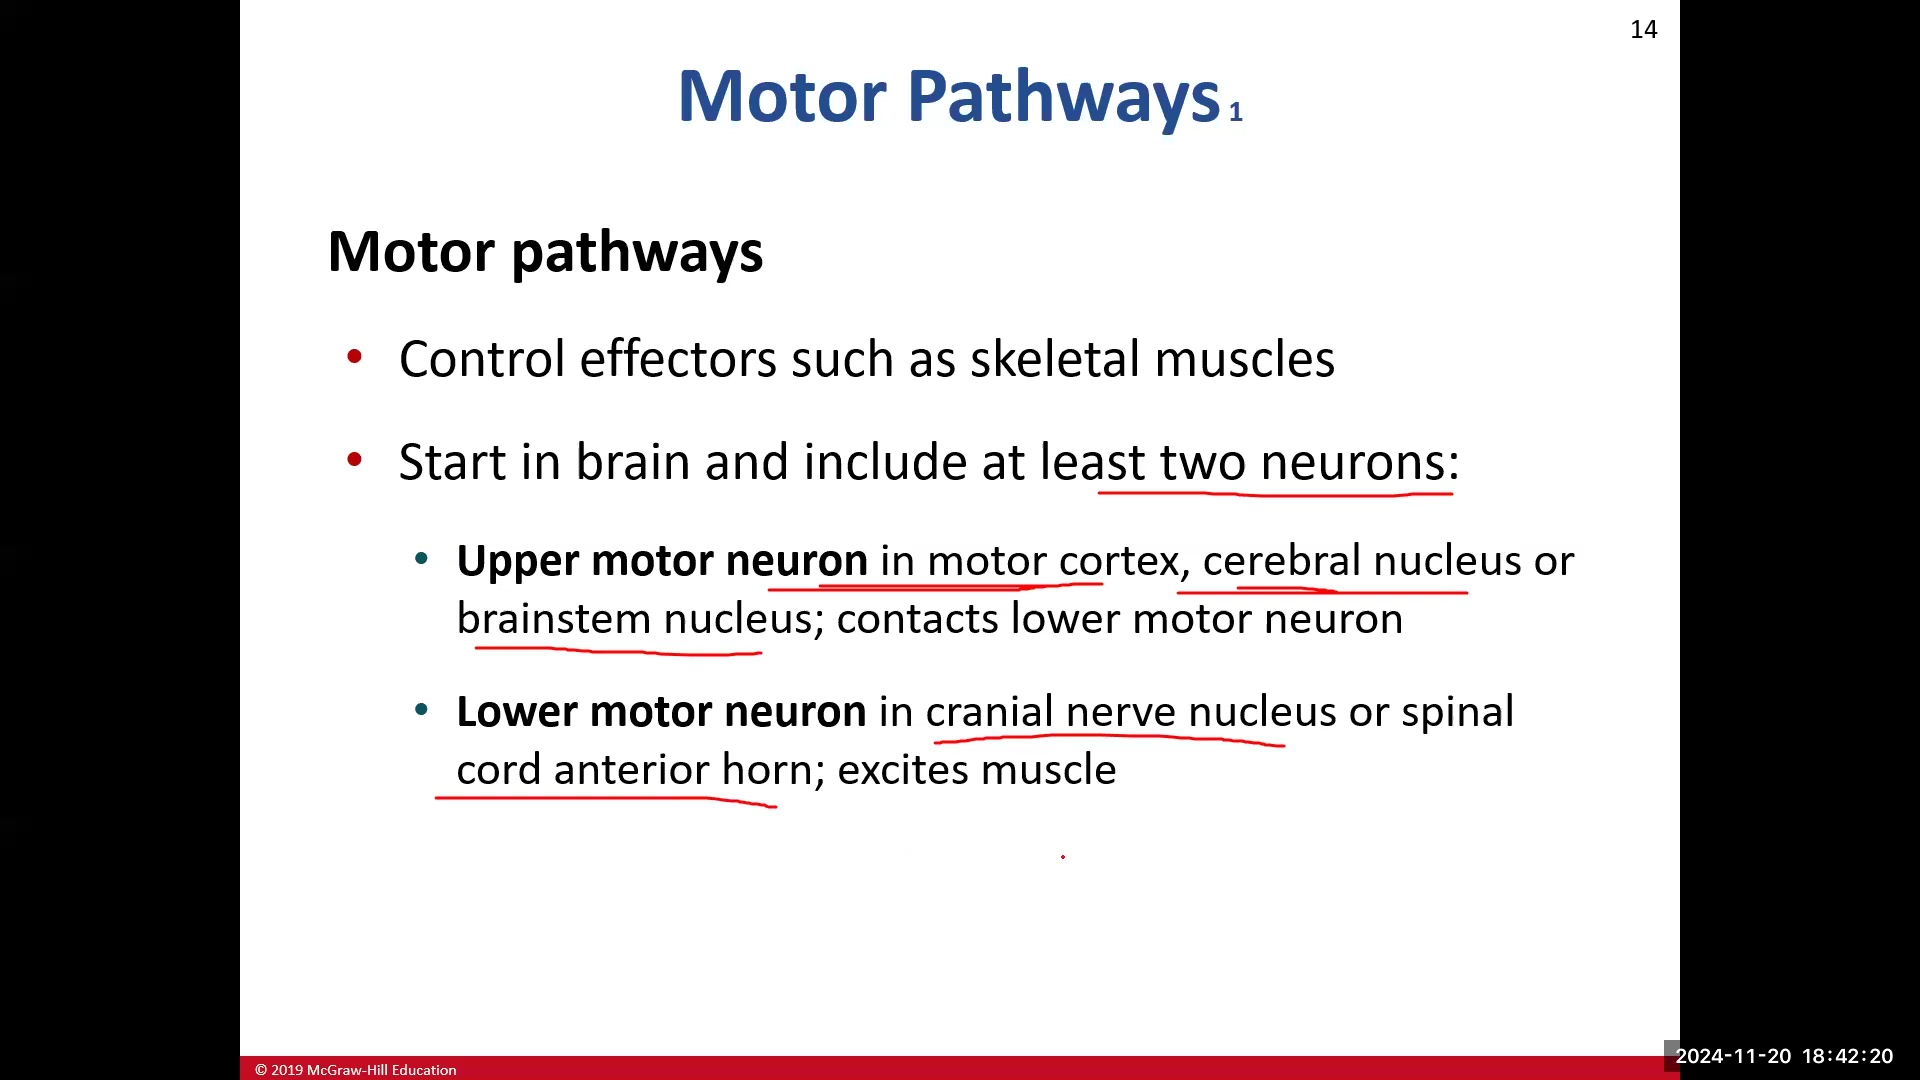 14
Motor Pathways 1
Motor pathways
• Control effectors such as skeletal muscles
• Start in brain and include at least two neurons:
• Upper motor neuron in motor cortex, cerebral nucleus or
brainstem nucleus; contacts lower motor neuron
• Lower motor neuron in cranial nerve nucleus or spinal
cord anterior horn; excites muscle
© 2019 McGraw-Hill Education
2024-11-20 18:42:20